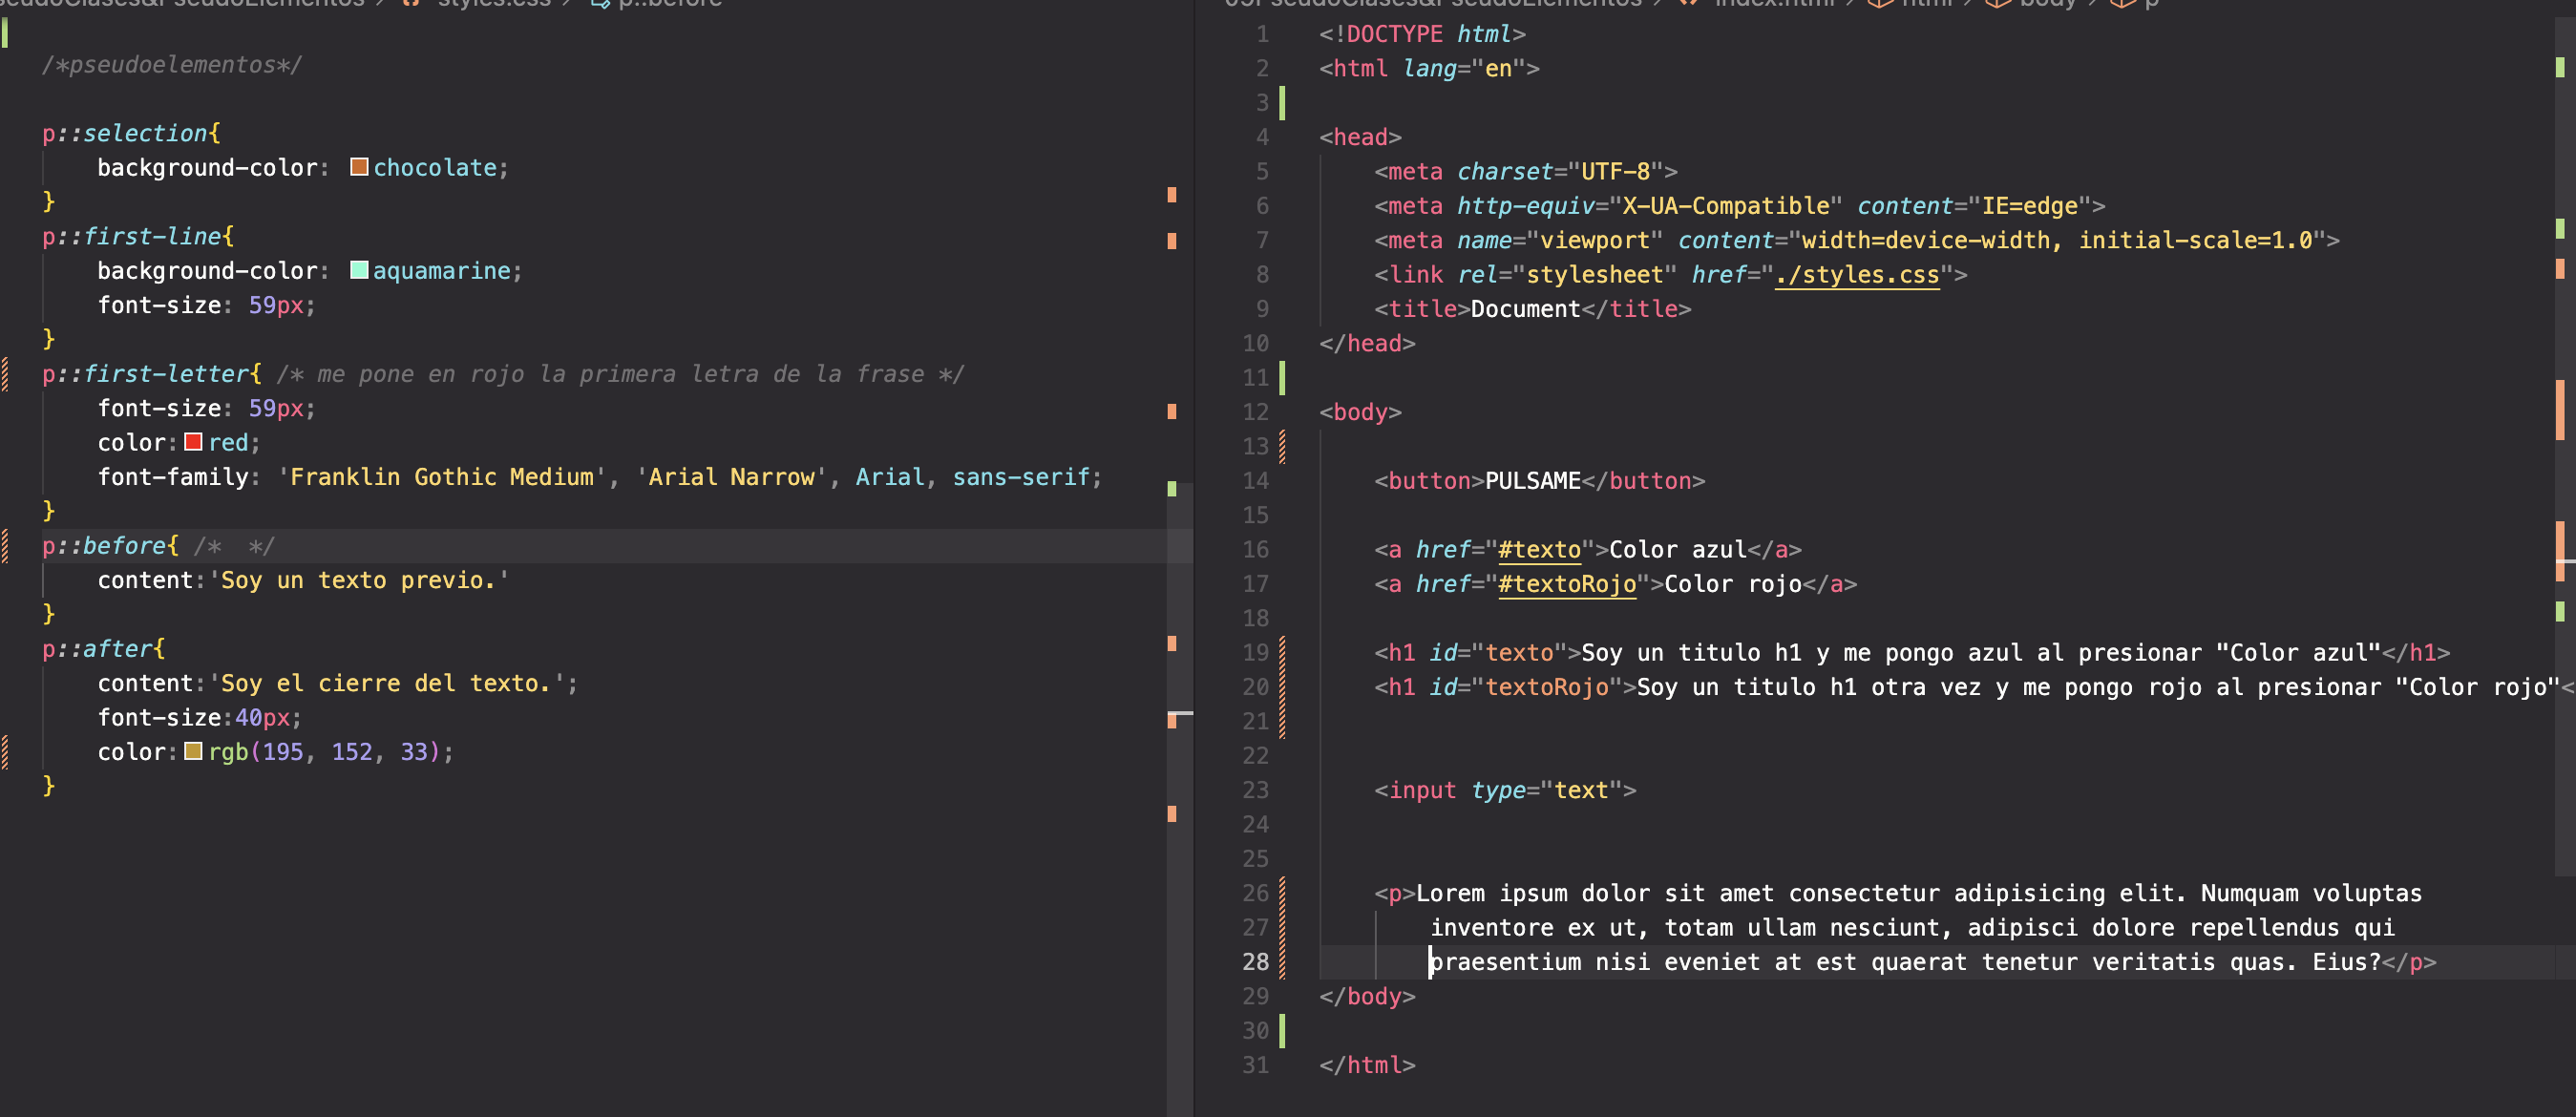 styles.css > p::before
/*pseudoelementos*/
p::selection{
background-color: chocolate;
}
p::first-line{
background-color: aquamarine;
font-size: 59px;
}
p::first-letter{ /* me pone en rojo la primera letra de la frase */
font-size: 59px;
color: red;
font-family: 'Franklin Gothic Medium', 'Arial Narrow', Arial, sans-serif;
}
p::before{ /*  */
content:'Soy un texto previo.'
}
p::after{
content:'Soy el cierre del texto.';
font-size:40px;
color: rgb(195, 152, 33);
}
index.html > html > body > p
1 <!DOCTYPE html>
2 <html lang="en">
3
4 <head>
5 <meta charset="UTF-8">
6 <meta http-equiv="X-UA-Compatible" content="IE=edge">
7 <meta name="viewport" content="width=device-width, initial-scale=1.0">
8 <link rel="stylesheet" href="./styles.css">
9 <title>Document</title>
10 </head>
11
12 <body>
13
14 <button>PULSAME</button>
15
16 <a href="#texto">Color azul</a>
17 <a href="#textoRojo">Color rojo</a>
18
19 <h1 id="texto">Soy un titulo h1 y me pongo azul al presionar "Color azul"</h1>
20 <h1 id="textoRojo">Soy un titulo h1 otra vez y me pongo rojo al presionar "Color rojo"<
21
22
23 <input type="text">
24
25
26 <p>Lorem ipsum dolor sit amet consectetur adipisicing elit. Numquam voluptas
27 inventore ex ut, totam ullam nesciunt, adipisci dolore repellendus qui
28 praesentium nisi eveniet at est quaerat tenetur veritatis quas. Eius?</p>
29 </body>
30
31 </html>